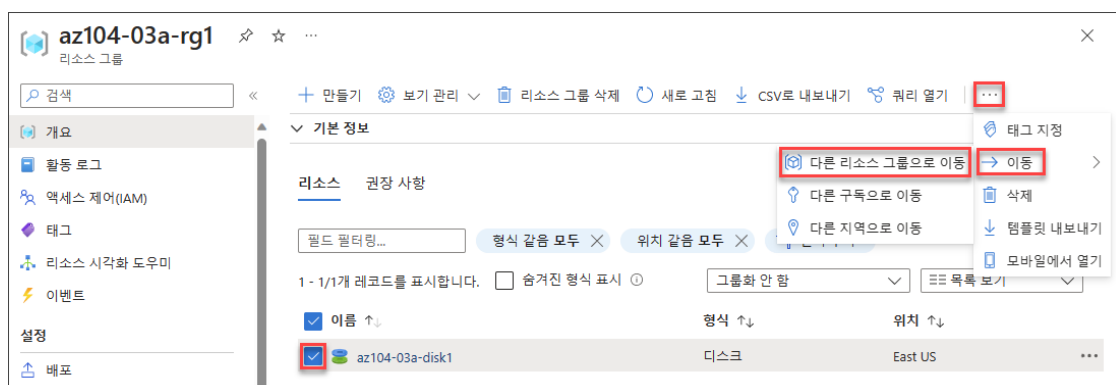 az104-03a-rg1
리소스 그룹
검색
만들기 보기 관리 리소스 그룹 삭제 새로 고침 CSV로 내보내기 쿼리 열기
개요
활동 로그
액세스 제어(IAM)
태그
리소스 시각화 도우미
이벤트
설정
배포
기본 정보
리소스 권장 사항
태그 지정
이동
삭제
템플릿 내보내기
모바일에서 열기
다른 리소스 그룹으로 이동
다른 구독으로 이동
다른 지역으로 이동
필드 필터링... 형식 같음 모두 위치 같음 모두
1 - 1/1개 레코드를 표시합니다. 숨겨진 형식 표시 그룹화 안 함 목록 보기
이름 형식 위치
az104-03a-disk1 디스크 East US